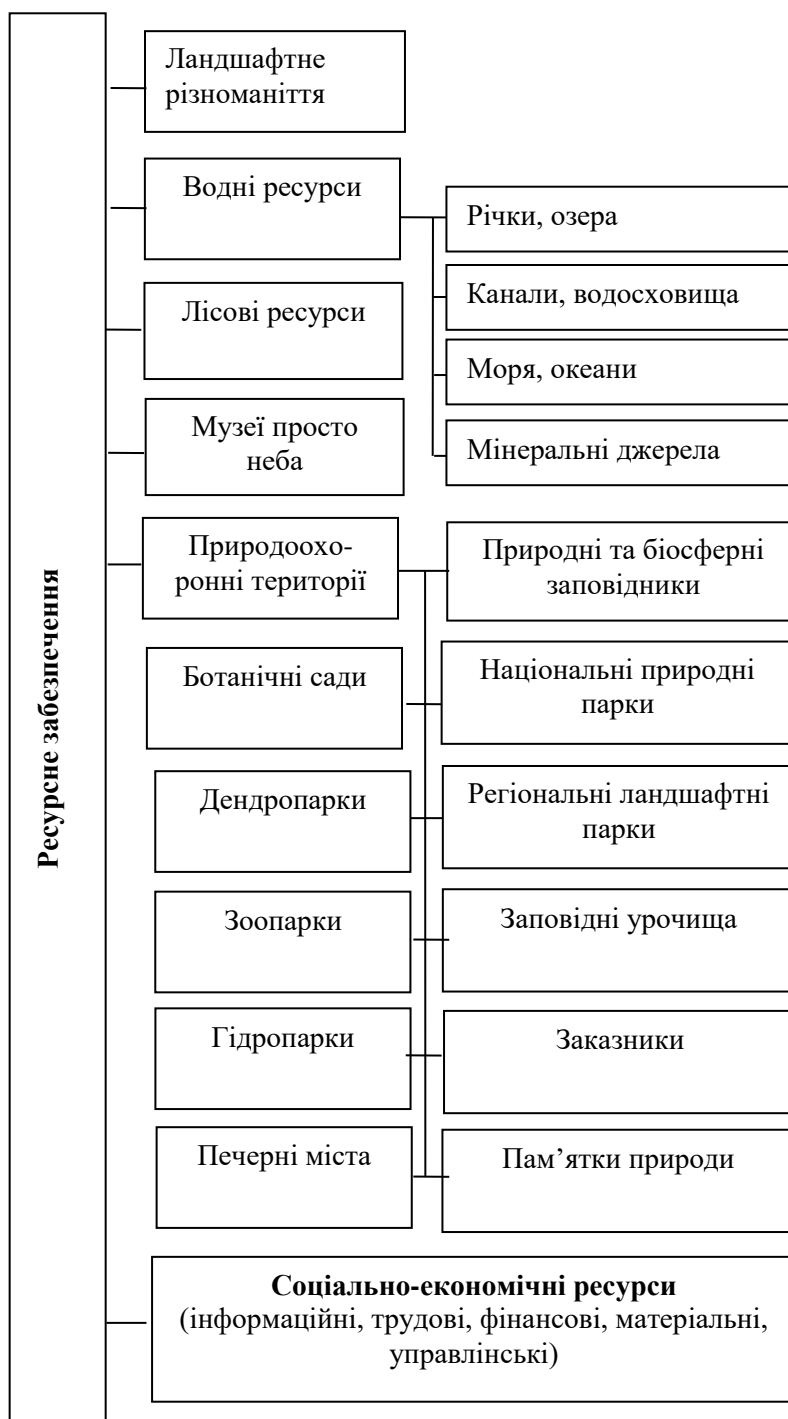 Ресурсне забезпечення
Ландшафтне
різноманіття
Водні ресурси
Річки, озера
Канали, водосховища
Лісові ресурси
Моря, океани
Музеї просто
неба
Мінеральні джерела
Природоохо-
ронні території
Природні та біосферні
заповідники
Ботанічні сади
Національні природні
парки
Дендропарки
Регіональні ландшафтні
парки
Зоопарки
Заповідні урочища
Гідропарки
Заказники
Печерні міста
Пам’ятки природи
Соціально-економічні ресурси
(інформаційні, трудові, фінансові, матеріальні,
управлінські)